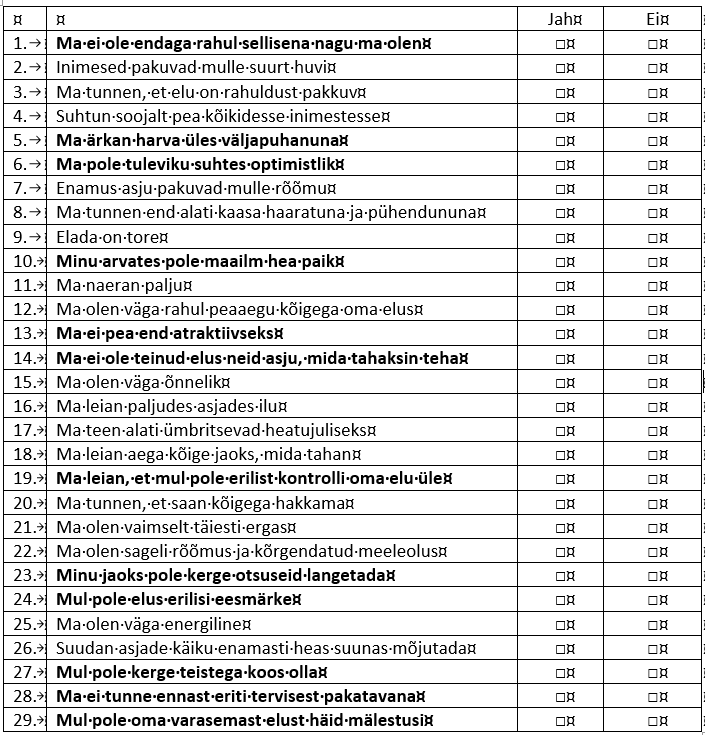 Jah Ei
1. Ma ei ole endaga rahul sellisena nagu ma olen □ □
2. Inimesed pakuvad mulle suurt huvi □ □
3. Ma tunnen, et elu on rahuldust pakkuv □ □
4. Suhtun soojalt pea kõikidesse inimestesse □ □
5. Ma ärkan harva üles väljapuhanuna □ □
6. Ma pole tuleviku suhtes optimistlik □ □
7. Enamus asju pakuvad mulle rõõmu □ □
8. Ma tunnen end alati kaasa haaratuna ja pühendununa □ □
9. Elada on tore □ □
10. Minu arvates pole maailm hea paik □ □
11. Ma naeran palju □ □
12. Ma olen väga rahul peaaegu kõigega oma elus □ □
13. Ma ei pea end atraktiivseks □ □
14. Ma ei ole teinud elus neid asju, mida tahaksin teha □ □
15. Ma olen väga õnnelik □ □
16. Ma leian paljudes asjades ilu □ □
17. Ma teen alati ümbritsevad heatujuliseks □ □
18. Ma leian aega kõige jaoks, mida tahan □ □
19. Ma leian, et mul pole erilist kontrolli oma elu üle □ □
20. Ma tunnen, et saan kõigega hakkama □ □
21. Ma olen vaimselt täiesti ergas □ □
22. Ma olen sageli rõõmus ja kõrgendatud meeleolus □ □
23. Minu jaoks pole kerge otsuseid langetada □ □
24. Mul pole elus erilisi eesmärke □ □
25. Ma olen väga energiline □ □
26. Suudan asjade käiku enamasti heas suunas mõjutada □ □
27. Mul pole kerge teistega koos olla □ □
28. Ma ei tunne ennast eriti tervisest pakatavana □ □
29. Mul pole oma varasemast elust häid mälestusi □ □